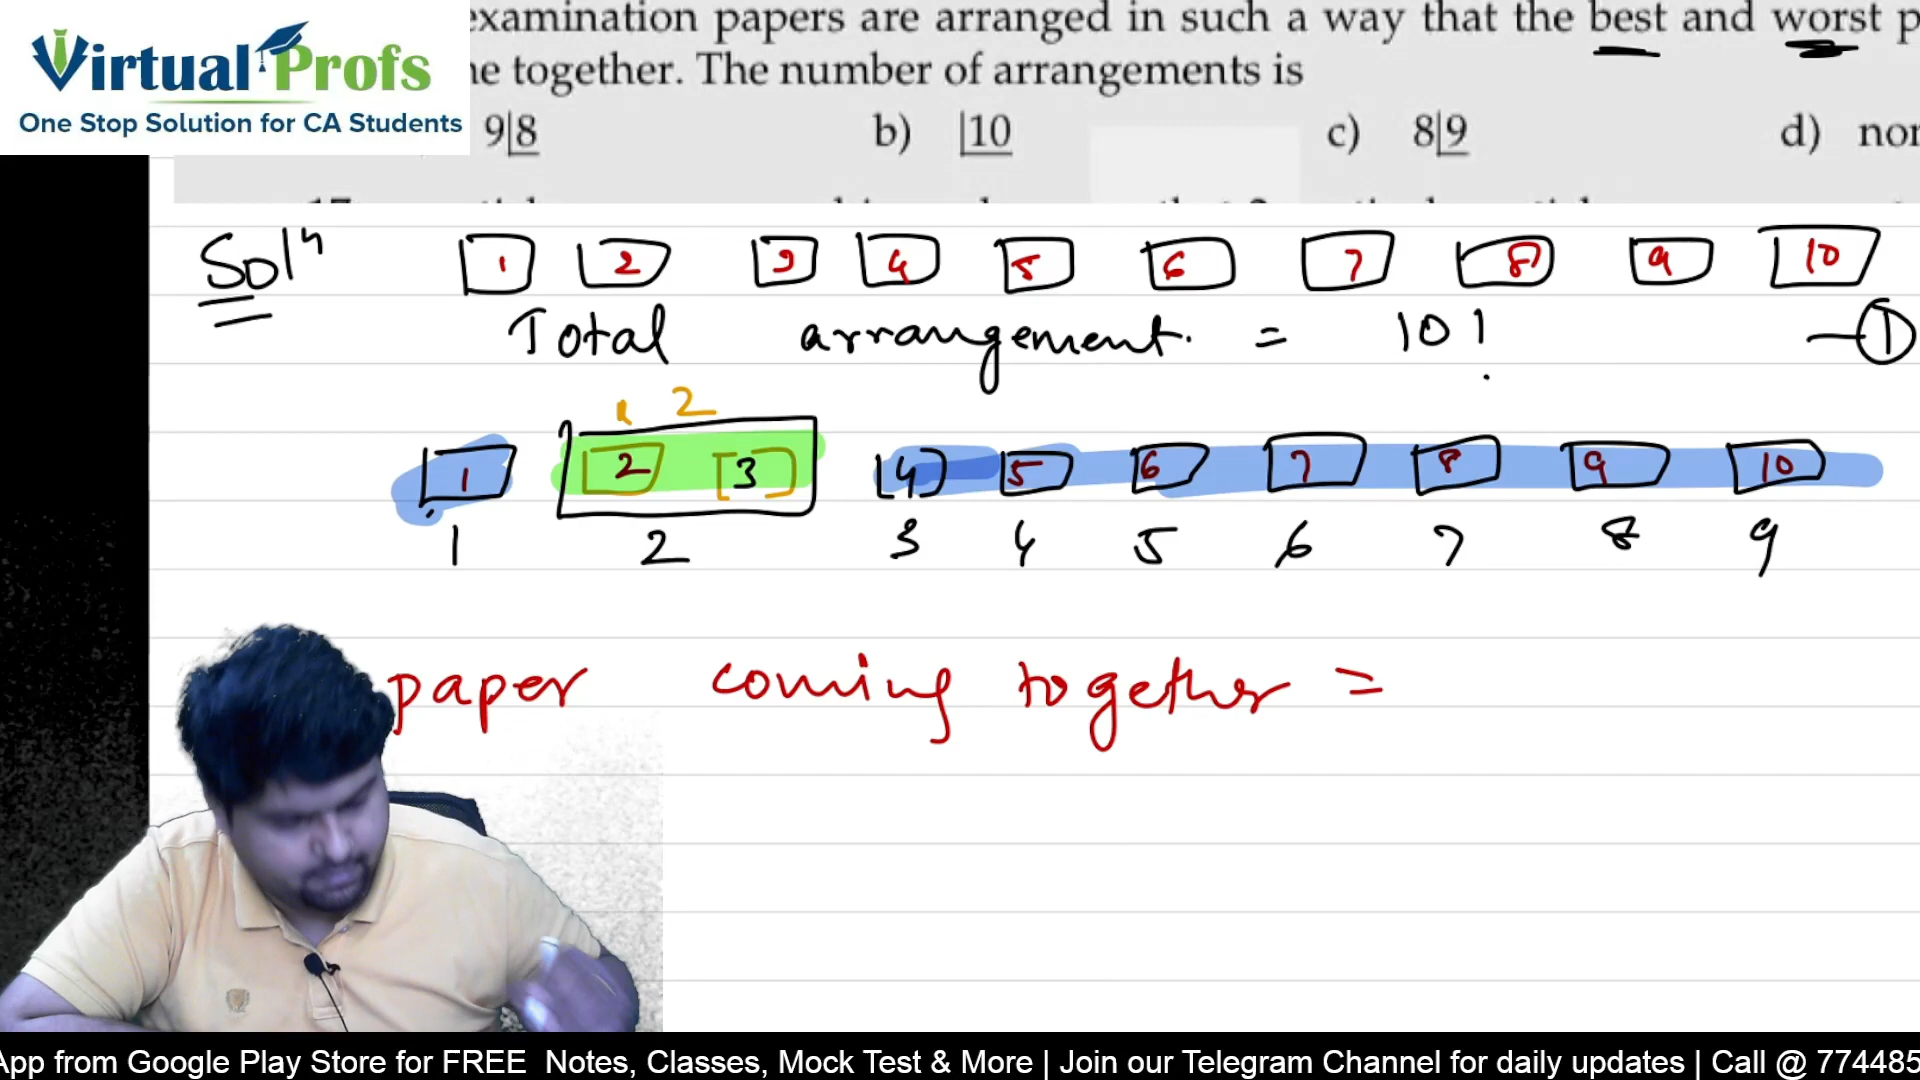 Virtual Profs
One Stop Solution for CA Students
examination papers are arranged in such a way that the best and worst p
ne together. The number of arrangements is
9|8 b) |10 c) 8|9 d) nor
Solⁿ 1 2 3 4 5 6 7 8 9 10
Total arrangement. = 10! —①
1 2
1 2 3 4 5 6 7 8 9 10
1 2 3 4 5 6 7 8 9
paper coming together =
App from Google Play Store for FREE Notes, Classes, Mock Test & More | Join our Telegram Channel for daily updates | Call @ 774485